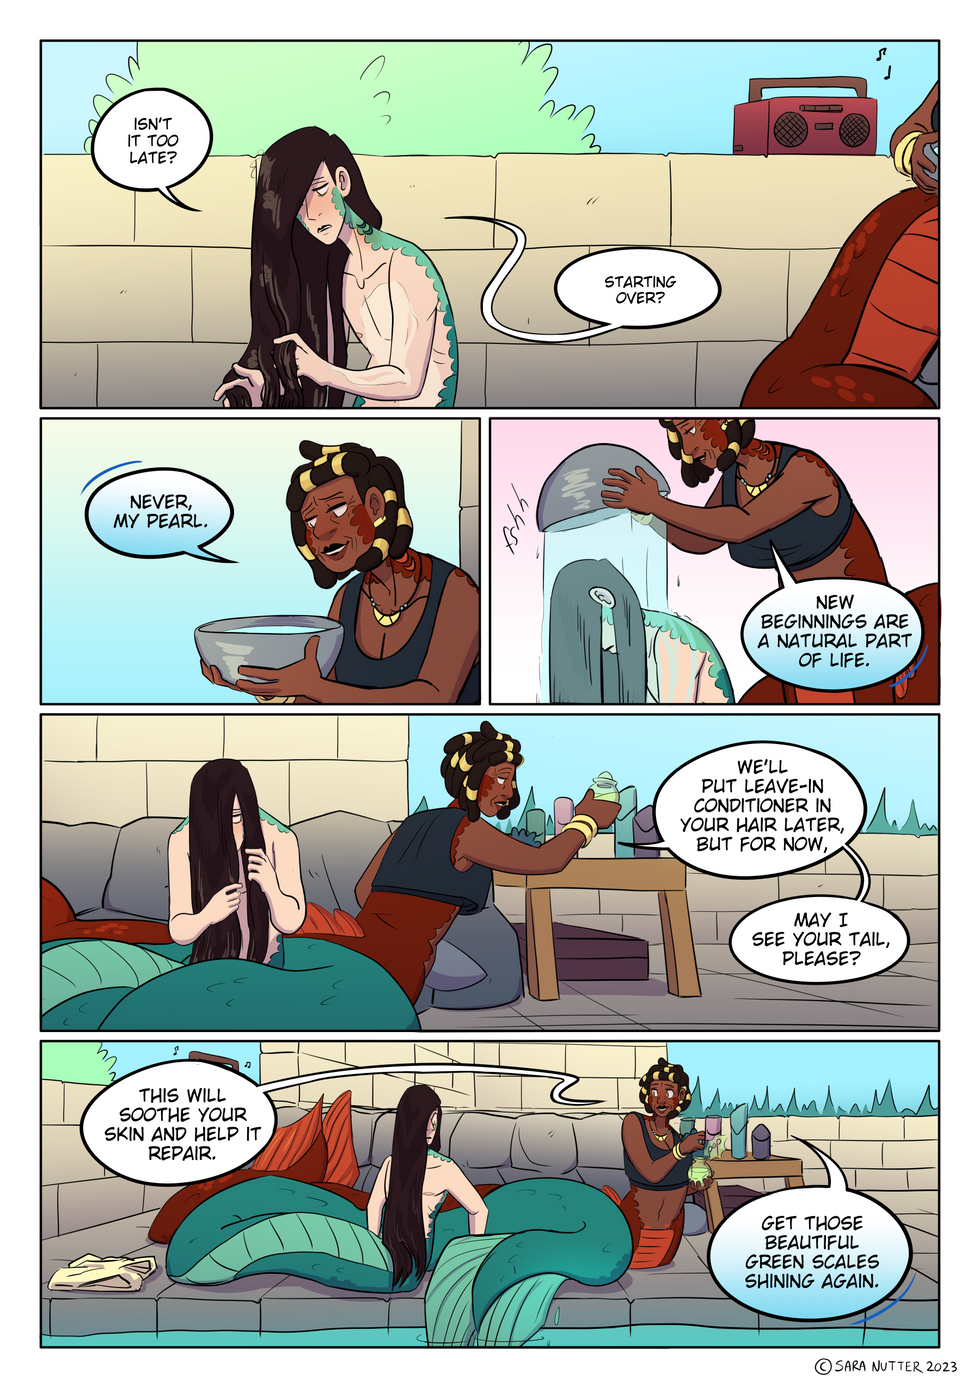 ISN'T
IT TOO
LATE?
STARTING
OVER?
NEVER,
MY PEARL.
fshhh
NEW
BEGINNINGS ARE
A NATURAL PART
OF LIFE.
WE'LL
PUT LEAVE-IN
CONDITIONER IN
YOUR HAIR LATER,
BUT FOR NOW,
MAY I
SEE YOUR TAIL,
PLEASE?
THIS WILL
SOOTHE YOUR
SKIN AND HELP IT
REPAIR.
GET THOSE
BEAUTIFUL
GREEN SCALES
SHINING AGAIN.
© SARA NUTTER 2023